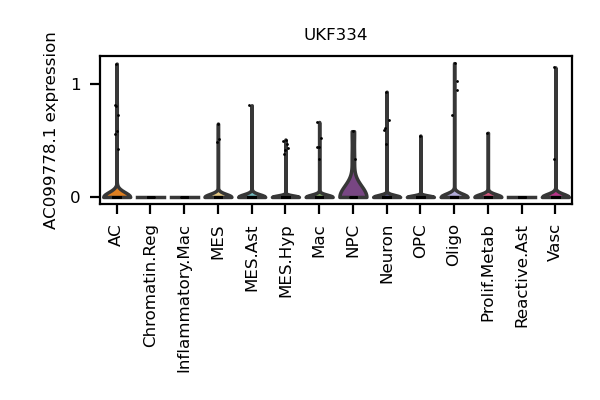 UKF334
AC099778.1 expression
1
0
AC
Chromatin.Reg
Inflammatory.Mac
MES
MES.Ast
MES.Hyp
Mac
NPC
Neuron
OPC
Oligo
Prolif.Metab
Reactive.Ast
Vasc